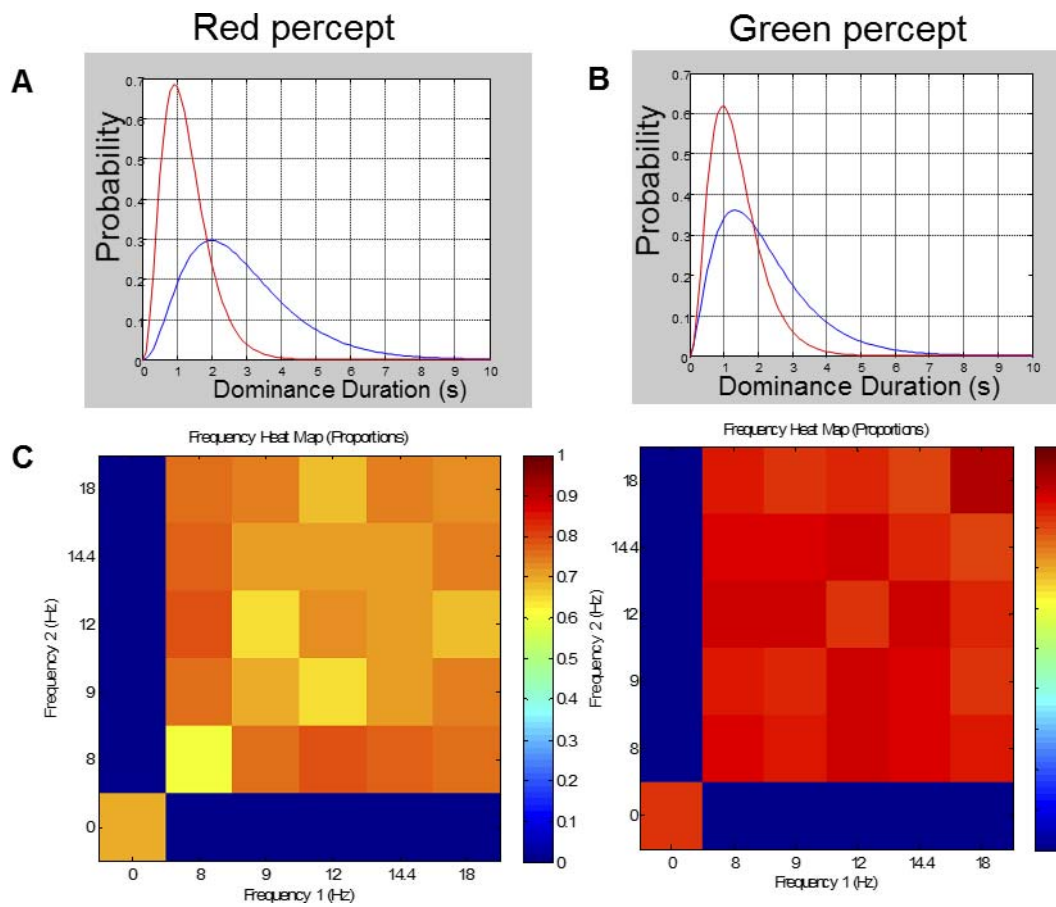 Red percept
Green percept
A
B
0.7
0.6
0.5
0.4
0.3
0.2
0.1
0
Probability
0 1 2 3 4 5 6 7 8 9 10
Dominance Duration (s)
0.7
0.6
0.5
0.4
0.3
0.2
0.1
0
Probability
0 1 2 3 4 5 6 7 8 9 10
Dominance Duration (s)
C
Frequency Heat Map (Proportions)
18
14.4
12
9
8
0
Frequency 2 (Hz)
0 8 9 12 14.4 18
Frequency 1 (Hz)
1
0.9
0.8
0.7
0.6
0.5
0.4
0.3
0.2
0.1
0
Frequency Heat Map (Proportions)
18
14.4
12
9
8
0
Frequency 2 (Hz)
0 8 9 12 14.4 18
Frequency 1 (Hz)